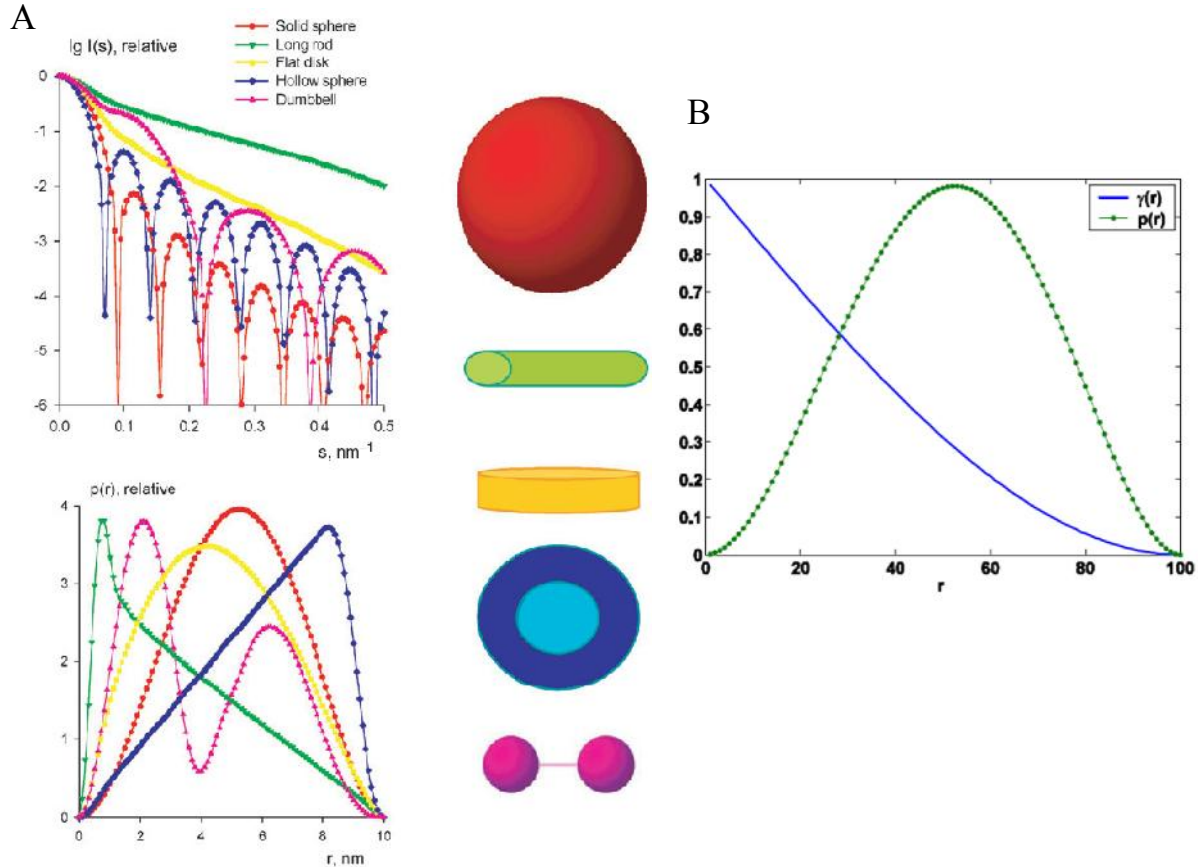 A
lg I(s), relative
Solid sphere
Long rod
Flat disk
Hollow sphere
Dumbbell
0
-1
-2
-3
-4
-5
-6
0.0 0.1 0.2 0.3 0.4 0.5
s, nm⁻¹
p(r), relative
4
3
2
1
0
0 2 4 6 8 10
r, nm
B
1
0.9
0.8
0.7
0.6
0.5
0.4
0.3
0.2
0.1
0
0 20 40 60 80 100
r
γ(r)
p(r)